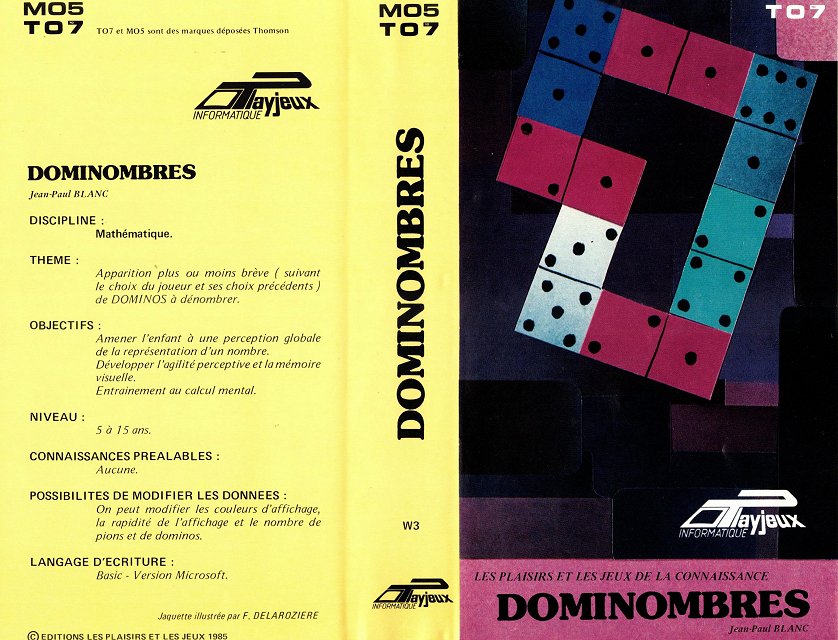 MO5
TO7
TO7 et MO5 sont des marques déposées Thomson
Playjeux
INFORMATIQUE
DOMINOMBRES
Jean-Paul BLANC
DISCIPLINE :
Mathématique.
THEME :
Apparition plus ou moins brève ( suivant
le choix du joueur et ses choix précédents )
de DOMINOS à dénombrer.
OBJECTIFS :
Amener l'enfant à une perception globale
de la représentation d'un nombre.
Développer l'agilité perceptive et la mémoire
visuelle.
Entrainement au calcul mental.
NIVEAU :
5 à 15 ans.
CONNAISSANCES PREALABLES :
Aucune.
POSSIBILITES DE MODIFIER LES DONNEES :
On peut modifier les couleurs d'affichage,
la rapidité de l'affichage et le nombre de
pions et de dominos.
LANGAGE D'ECRITURE :
Basic - Version Microsoft.
Jaquette illustrée par F. DELAROZIERE
© EDITIONS LES PLAISIRS ET LES JEUX 1985
MO5
TO7
DOMINOMBRES
W3
Playjeux
INFORMATIQUE
TO7
Playjeux
INFORMATIQUE
LES PLAISIRS ET LES JEUX DE LA CONNAISSANCE
DOMINOMBRES
Jean-Paul BLANC